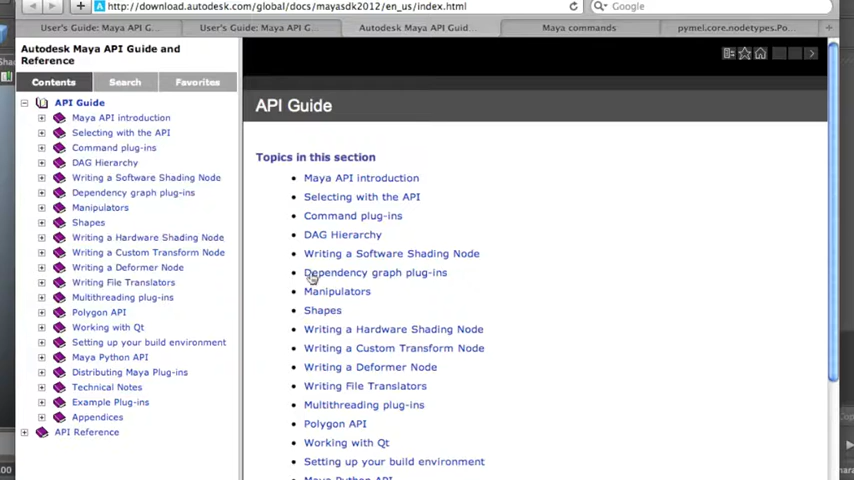 http://download.autodesk.com/global/docs/mayasdk2012/en_us/index.html
Google
User's Guide: Maya API G...
User's Guide: Maya API G...
Autodesk Maya API Guid...
Maya commands
pymel.core.nodetypes.Po...
Autodesk Maya API Guide and
Reference
Contents
Search
Favorites
API Guide
Maya API introduction
Selecting with the API
Command plug-ins
DAG Hierarchy
Writing a Software Shading Node
Dependency graph plug-ins
Manipulators
Shapes
Writing a Hardware Shading Node
Writing a Custom Transform Node
Writing a Deformer Node
Writing File Translators
Multithreading plug-ins
Polygon API
Working with Qt
Setting up your build environment
Maya Python API
Distributing Maya Plug-ins
Technical Notes
Example Plug-ins
Appendices
API Reference
API Guide
Topics in this section
Maya API introduction
Selecting with the API
Command plug-ins
DAG Hierarchy
Writing a Software Shading Node
Dependency graph plug-ins
Manipulators
Shapes
Writing a Hardware Shading Node
Writing a Custom Transform Node
Writing a Deformer Node
Writing File Translators
Multithreading plug-ins
Polygon API
Working with Qt
Setting up your build environment
Maya Python API